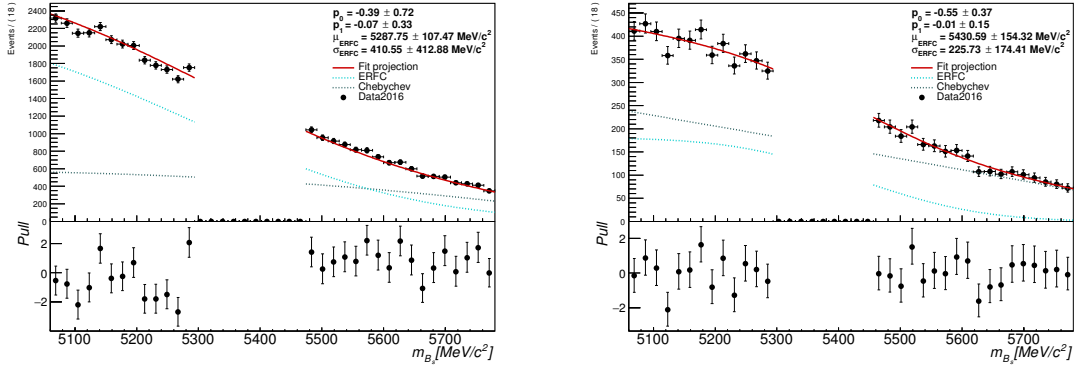 Events / ( 18 )
2400
2200
2000
1800
1600
1400
1200
1000
800
600
400
200
0
p0 = -0.39 ± 0.72
p1 = -0.07 ± 0.33
μERFC = 5287.75 ± 107.47 MeV/c²
σERFC = 410.55 ± 412.88 MeV/c²
Fit projection
ERFC
Chebychev
Data2016
Pull
2
0
−2
5100 5200 5300 5400 5500 5600 5700
mBs[MeV/c²]
Events / ( 18 )
450
400
350
300
250
200
150
100
50
0
p0 = -0.55 ± 0.37
p1 = -0.01 ± 0.15
μERFC = 5430.59 ± 154.32 MeV/c²
σERFC = 225.73 ± 174.41 MeV/c²
Fit projection
ERFC
Chebychev
Data2016
Pull
2
0
−2
5100 5200 5300 5400 5500 5600 5700
mBs[MeV/c²]